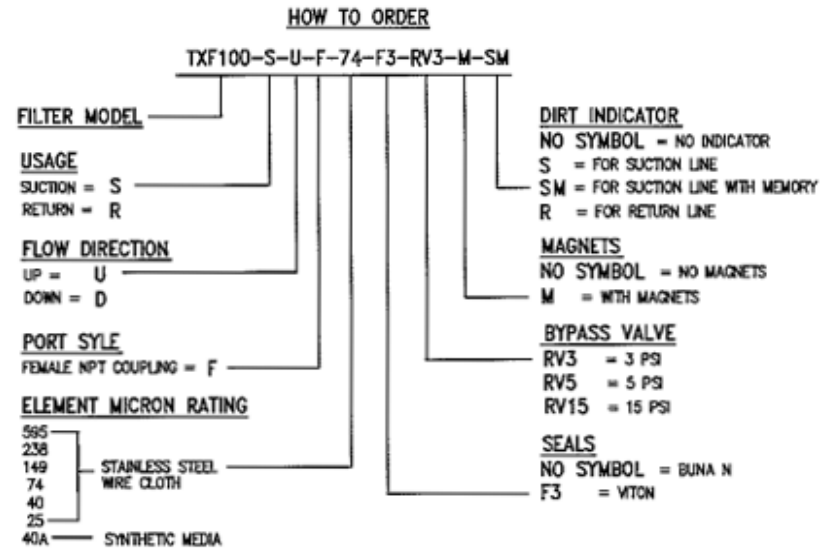 HOW TO ORDER
TXF100-S-U-F-74-F3-RV3-M-SM
FILTER MODEL
USAGE
SUCTION = S
RETURN = R
FLOW DIRECTION
UP = U
DOWN = D
PORT SYLE
FEMALE NPT COUPLING = F
ELEMENT MICRON RATING
595
238
149
74
40
25
STAINLESS STEEL
WIRE CLOTH
40A SYNTHETIC MEDIA
DIRT INDICATOR
NO SYMBOL = NO INDICATOR
S = FOR SUCTION LINE
SM = FOR SUCTION LINE WITH MEMORY
R = FOR RETURN LINE
MAGNETS
NO SYMBOL = NO MAGNETS
M = WITH MAGNETS
BYPASS VALVE
RV3 = 3 PSI
RV5 = 5 PSI
RV15 = 15 PSI
SEALS
NO SYMBOL = BUNA N
F3 = VITON